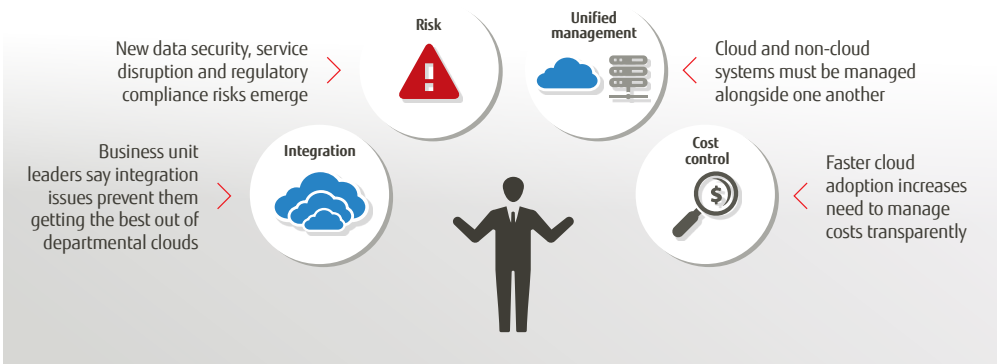 Risk
New data security, service
disruption and regulatory
compliance risks emerge
Unified
management
Cloud and non-cloud
systems must be managed
alongside one another
Integration
Business unit
leaders say integration
issues prevent them
getting the best out of
departmental clouds
Cost
control
$
Faster cloud
adoption increases
need to manage
costs transparently